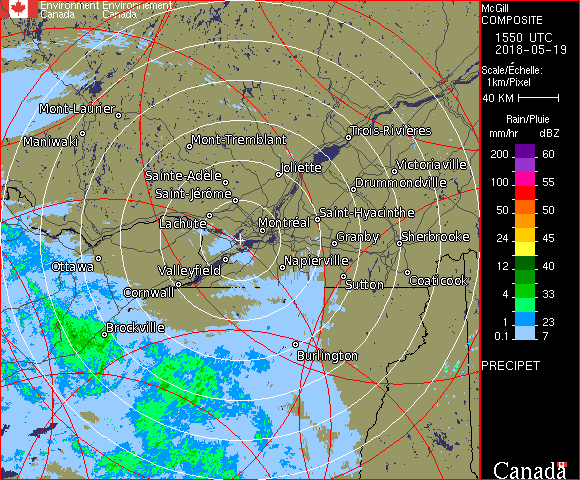 Environment Environnement
Canada Canada
McGill
COMPOSITE
1550 UTC
2018-05-19
Scale/Échelle:
1km/Pixel
40 KM
Rain/Pluie
mm/hr dBZ
200 60
100 55
65 53
50 50
24 45
12 40
4 33
1 23
0.1 7
PRECIPET
Mont-Laurier
Maniwaki
Mont-Tremblant
Trois-Rivières
Joliette
Victoriaville
Sainte-Adèle
Drummondville
Saint-Jérôme
Saint-Hyacinthe
Lachute
Montréal
Granby
Sherbrooke
Ottawa
Valleyfield
Napierville
Sutton
Coaticook
Cornwall
Brockville
Burlington
Canada